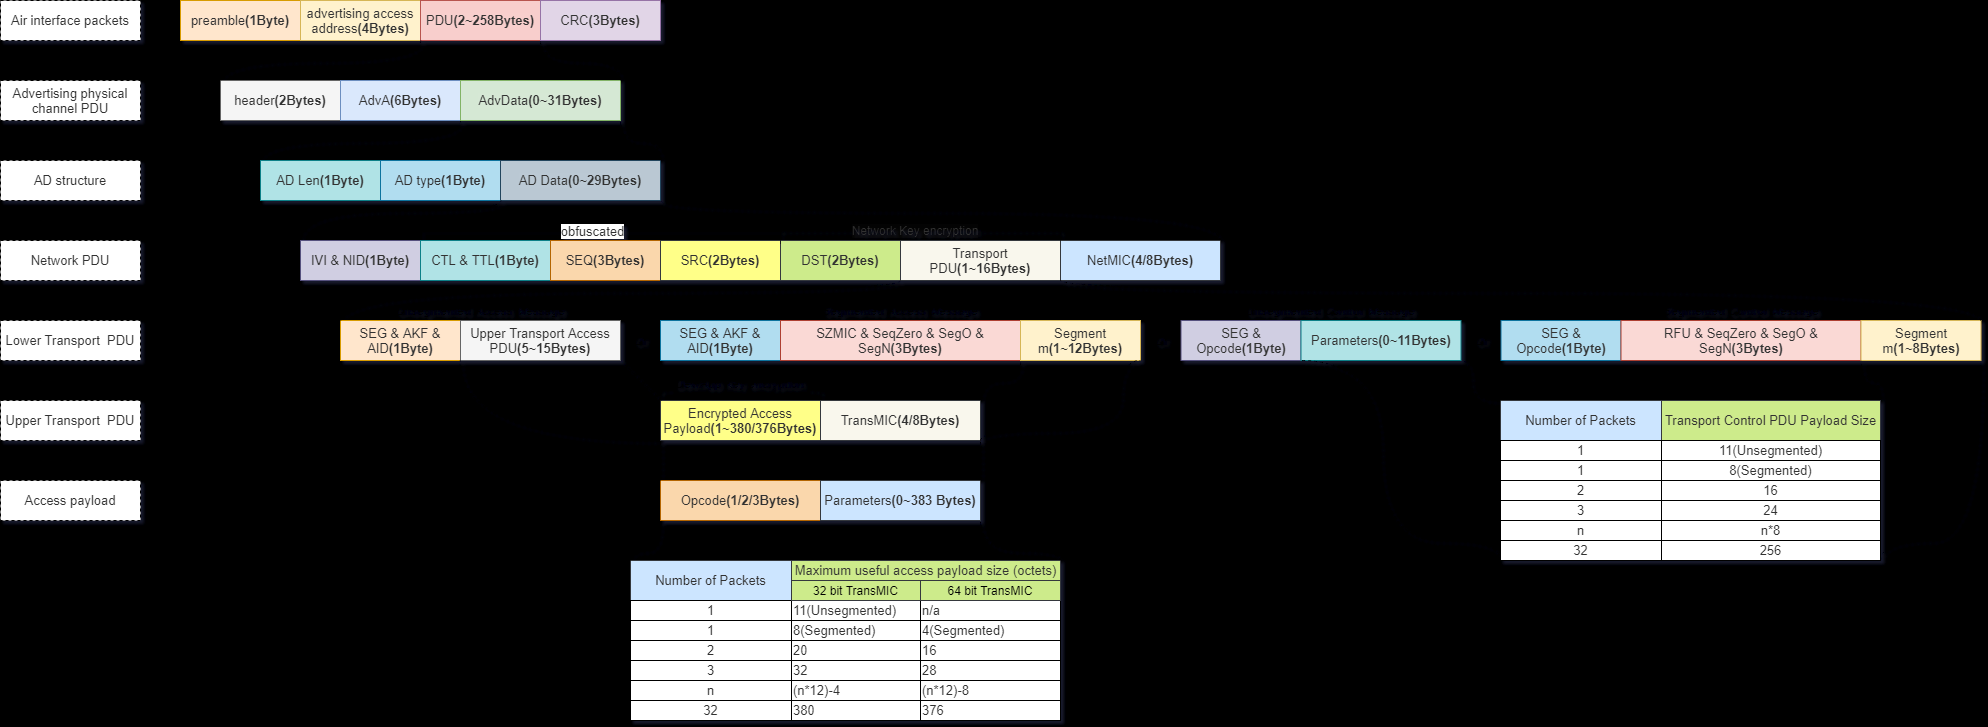 Air interface packets
preamble(1Byte)
advertising access
address(4Bytes)
PDU(2~258Bytes)
CRC(3Bytes)
Advertising physical
channel PDU
header(2Bytes)
AdvA(6Bytes)
AdvData(0~31Bytes)
AD structure
AD Len(1Byte)
AD type(1Byte)
AD Data(0~29Bytes)
obfuscated
Network Key encryption
Network PDU
IVI & NID(1Byte)
CTL & TTL(1Byte)
SEQ(3Bytes)
SRC(2Bytes)
DST(2Bytes)
Transport
PDU(1~16Bytes)
NetMIC(4/8Bytes)
Lower Transport  PDU
SEG & AKF &
AID(1Byte)
Upper Transport Access
PDU(5~15Bytes)
SEG & AKF &
AID(1Byte)
SZMIC & SeqZero & SegO &
SegN(3Bytes)
Segment
m(1~12Bytes)
SEG &
Opcode(1Byte)
Parameters(0~11Bytes)
SEG &
Opcode(1Byte)
RFU & SeqZero & SegO &
SegN(3Bytes)
Segment
m(1~8Bytes)
Upper Transport  PDU
Encrypted Access
Payload(1~380/376Bytes)
TransMIC(4/8Bytes)
Access payload
Opcode(1/2/3Bytes)
Parameters(0~383 Bytes)
Number of Packets Transport Control PDU Payload Size
1 11(Unsegmented)
1 8(Segmented)
2 16
3 24
n n*8
32 256
Number of Packets
Maximum useful access payload size (octets)
32 bit TransMIC 64 bit TransMIC
1 11(Unsegmented) n/a
1 8(Segmented) 4(Segmented)
2 20 16
3 32 28
n (n*12)-4 (n*12)-8
32 380 376